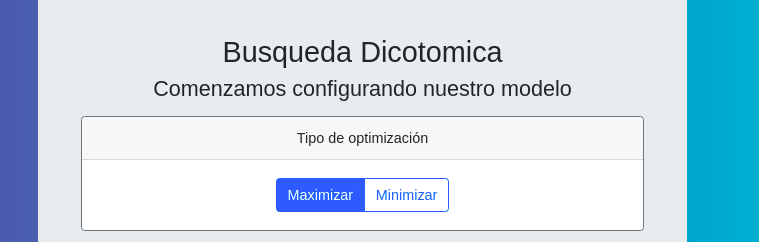 Busqueda Dicotomica
Comenzamos configurando nuestro modelo
Tipo de optimización
Maximizar Minimizar